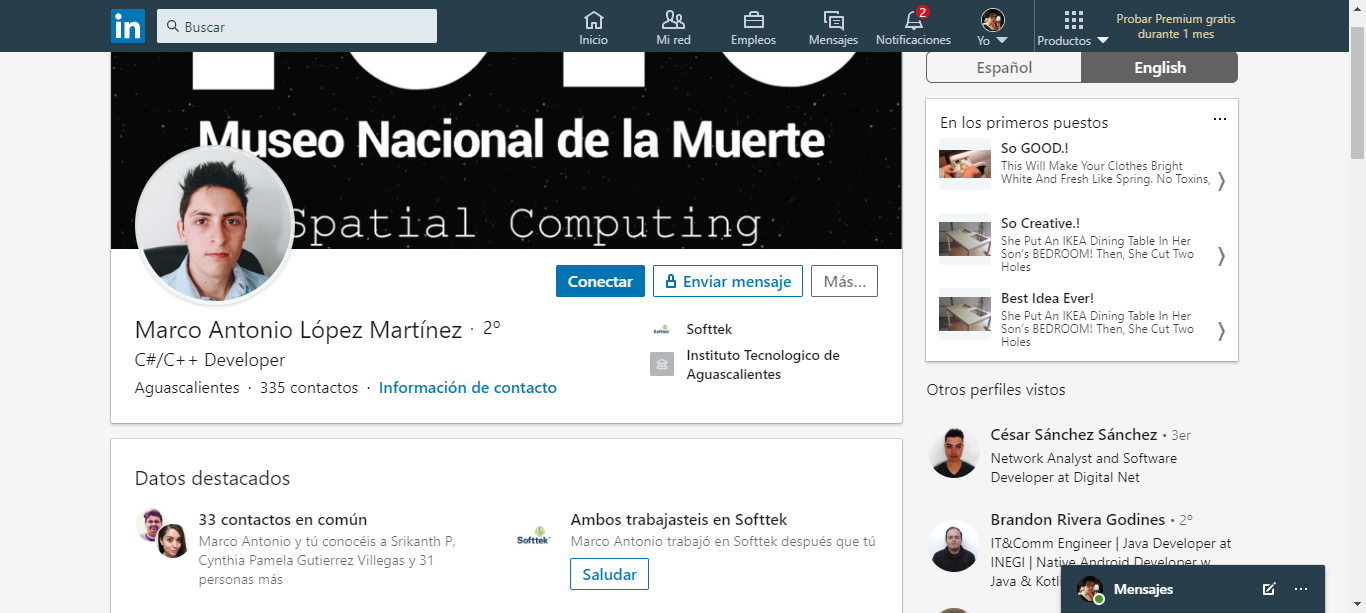 in
Buscar
Inicio
Mi red
Empleos
Mensajes
2
Notificaciones
Yo
Productos
Probar Premium gratis
durante 1 mes
Museo Nacional de la Muerte
Spatial Computing
Conectar
Enviar mensaje
Más...
Marco Antonio López Martínez · 2º
C#/C++ Developer
Aguascalientes · 335 contactos · Información de contacto
Softtek
Softtek
Instituto Tecnologico de
Aguascalientes
Datos destacados
33 contactos en común
Marco Antonio y tú conocéis a Srikanth P,
Cynthia Pamela Gutierrez Villegas y 31
personas más
Softtek
Ambos trabajasteis en Softtek
Marco Antonio trabajó en Softtek después que tú
Saludar
Español
English
En los primeros puestos
So GOOD.!
This Will Make Your Clothes Bright
White And Fresh Like Spring. No Toxins,
So Creative.!
She Put An IKEA Dining Table In Her
Son's BEDROOM! Then, She Cut Two
Holes
Best Idea Ever!
She Put An IKEA Dining Table In Her
Son's BEDROOM! Then, She Cut Two
Holes
Otros perfiles vistos
César Sánchez Sánchez • 3er
Network Analyst and Software
Developer at Digital Net
Brandon Rivera Godines • 2º
IT&Comm Engineer | Java Developer at
INEGI | Native Android Developer w
Java & Kotli
Mensajes